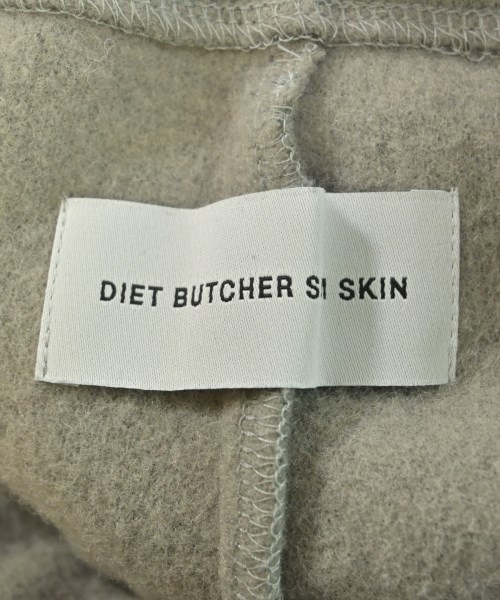 DIET BUTCHER SI SKIN